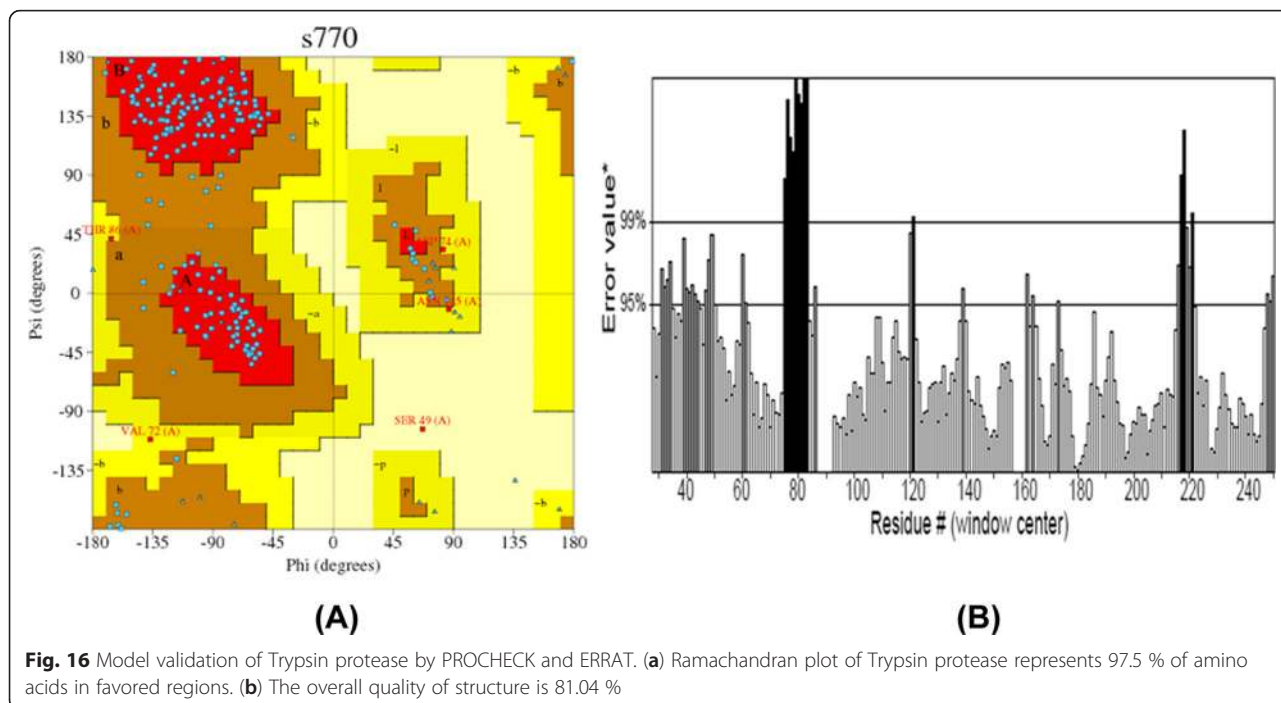 s770
180
135
90
45
0
-45
-90
-135
-180 -135 -90 -45 0 45 90 135 180
Psi (degrees)
Phi (degrees)
B
b
~b
~b
b
~l
l
THR 86 (A)
74 (A)
a
A
~a
(A)
VAL 72 (A)
SER 49 (A)
~b
b
~p
p
~b
(A)
Error value*
99%
95%
40 60 80 100 120 140 160 180 200 220 240
Residue # (window center)
(B)
Fig. 16 Model validation of Trypsin protease by PROCHECK and ERRAT. (a) Ramachandran plot of Trypsin protease represents 97.5 % of amino
acids in favored regions. (b) The overall quality of structure is 81.04 %